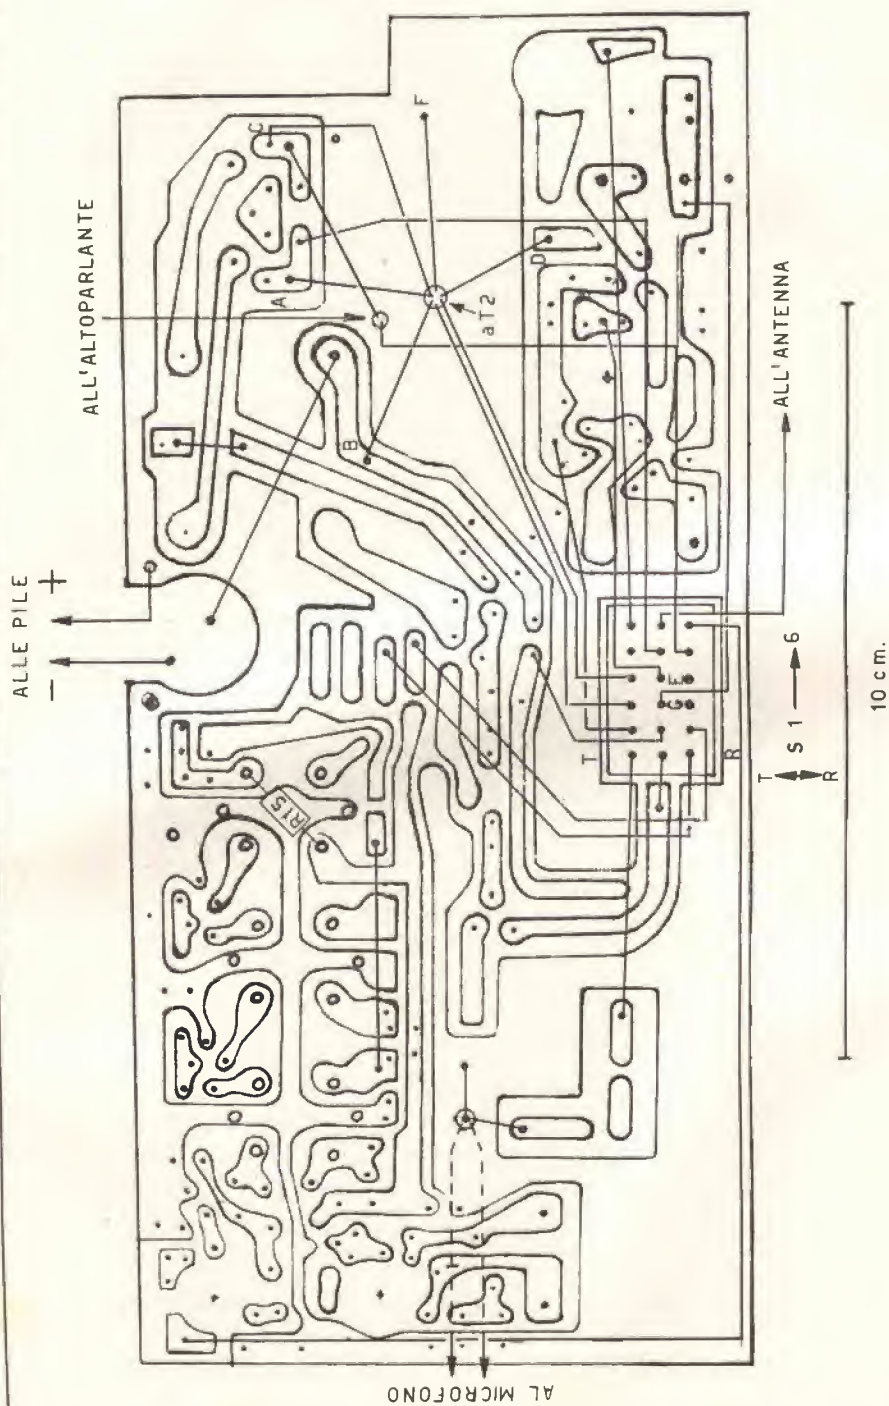 ALLE PILE
− +
ALL'ALTOPARLANTE
C
A
F
B
aT2
D
R15
ALL'ANTENNA
T
G E
R
T
R
S 1 6
10 cm.
AL MICROFONO